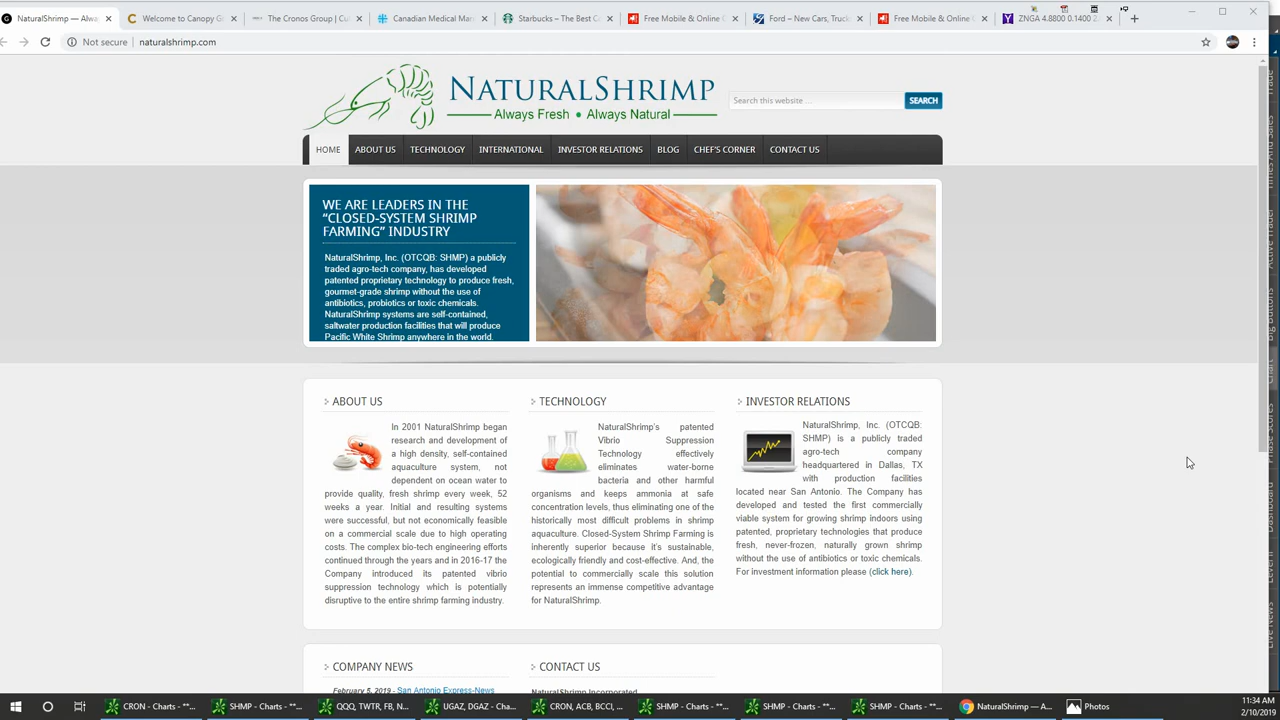 NaturalShrimp — Alwa
Welcome to Canopy G
The Cronos Group | Cu
Canadian Medical Mar
Starbucks – The Best C
Free Mobile & Online G
Ford – New Cars, Truck
Free Mobile & Online G
ZNGA 4.8800 0.1400 2
Not secure
naturalshrimp.com
NATURALSHRIMP
Always Fresh • Always Natural
Search this website …
SEARCH
HOME
ABOUT US
TECHNOLOGY
INTERNATIONAL
INVESTOR RELATIONS
BLOG
CHEF'S CORNER
CONTACT US
WE ARE LEADERS IN THE
“CLOSED-SYSTEM SHRIMP
FARMING” INDUSTRY
NaturalShrimp, Inc. (OTCQB: SHMP) a publicly
traded agro-tech company, has developed
patented proprietary technology to produce fresh,
gourmet-grade shrimp without the use of
antibiotics, probiotics or toxic chemicals.
NaturalShrimp systems are self-contained,
saltwater production facilities that will produce
Pacific White Shrimp anywhere in the world.
ABOUT US
In 2001 NaturalShrimp began
research and development of
a high density, self-contained
aquaculture system, not
dependent on ocean water to
provide quality, fresh shrimp every week, 52
weeks a year. Initial and resulting systems
were successful, but not economically feasible
on a commercial scale due to high operating
costs. The complex bio-tech engineering efforts
continued through the years and in 2016-17 the
Company introduced its patented vibrio
suppression technology which is potentially
disruptive to the entire shrimp farming industry.
TECHNOLOGY
NaturalShrimp's patented
Vibrio Suppression
Technology effectively
eliminates water-borne
bacteria and other harmful
organisms and keeps ammonia at safe
concentration levels, thus eliminating one of the
historically most difficult problems in shrimp
aquaculture. Closed-System Shrimp Farming is
inherently superior because it's sustainable,
ecologically friendly and cost-effective. And, the
potential to commercially scale this solution
represents an immense competitive advantage
for NaturalShrimp.
INVESTOR RELATIONS
NaturalShrimp, Inc. (OTCQB:
SHMP) is a publicly traded
agro-tech company
headquartered in Dallas, TX
with production facilities
located near San Antonio. The Company has
developed and tested the first commercially
viable system for growing shrimp indoors using
patented, proprietary technologies that produce
fresh, never-frozen, naturally grown shrimp
without the use of antibiotics or toxic chemicals.
For investment information please (click here).
COMPANY NEWS
February 5, 2019 - San Antonio Express-News
CONTACT US
NaturalShrimp Incorporated
CRON - Charts - **...
SHMP - Charts - **...
QQQ, TWTR, FB, N...
UGAZ, DGAZ - Cha...
CRON, ACB, BCCI, ...
SHMP - Charts - **...
SHMP - Charts - **...
SHMP - Charts - **...
NaturalShrimp — A...
Photos
11:34 AM
2/10/2019